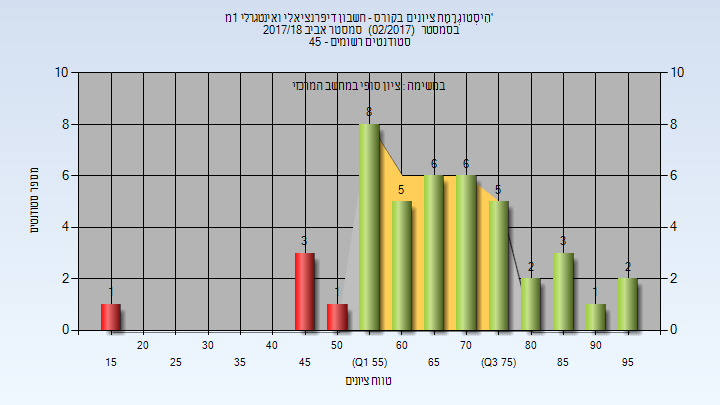 היסטוגרמת ציונים בקורס - חשבון דיפרנציאלי ואינטגרלי 1מ'
בסמסטר (02/2017) סמסטר אביב 2017/18
סטודנטים רשומים - 45
במשימה : ציון סופי במחשב המרכזי
10 10
8 8
6 6
4 4
2 2
0 0
מספר סטודנטים
1 3 1 8 5 6 6 5 2 3 1 2
20 30 40 50 60 70 80 90
15 25 35 45 (Q1 55) 65 (Q3 75) 85 95
טווח ציונים